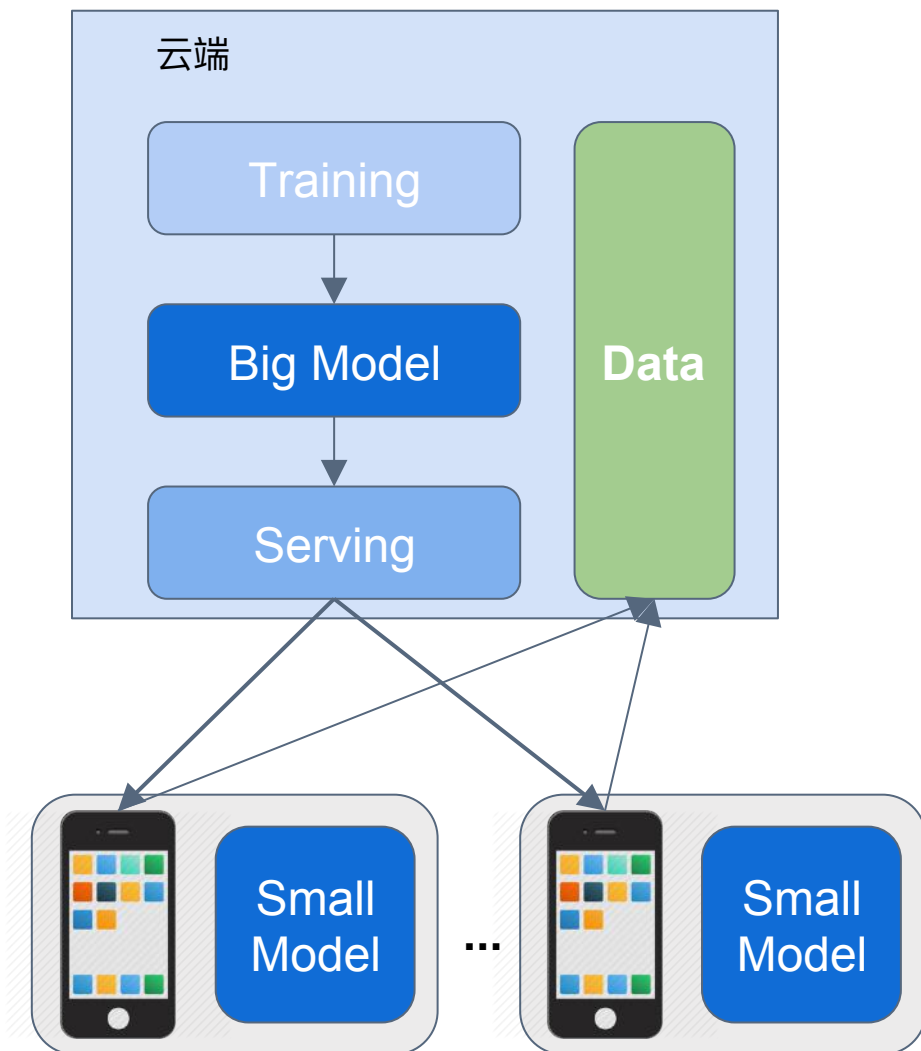 云端
Training
Big Model
Data
Serving
Small
Model
...
Small
Model